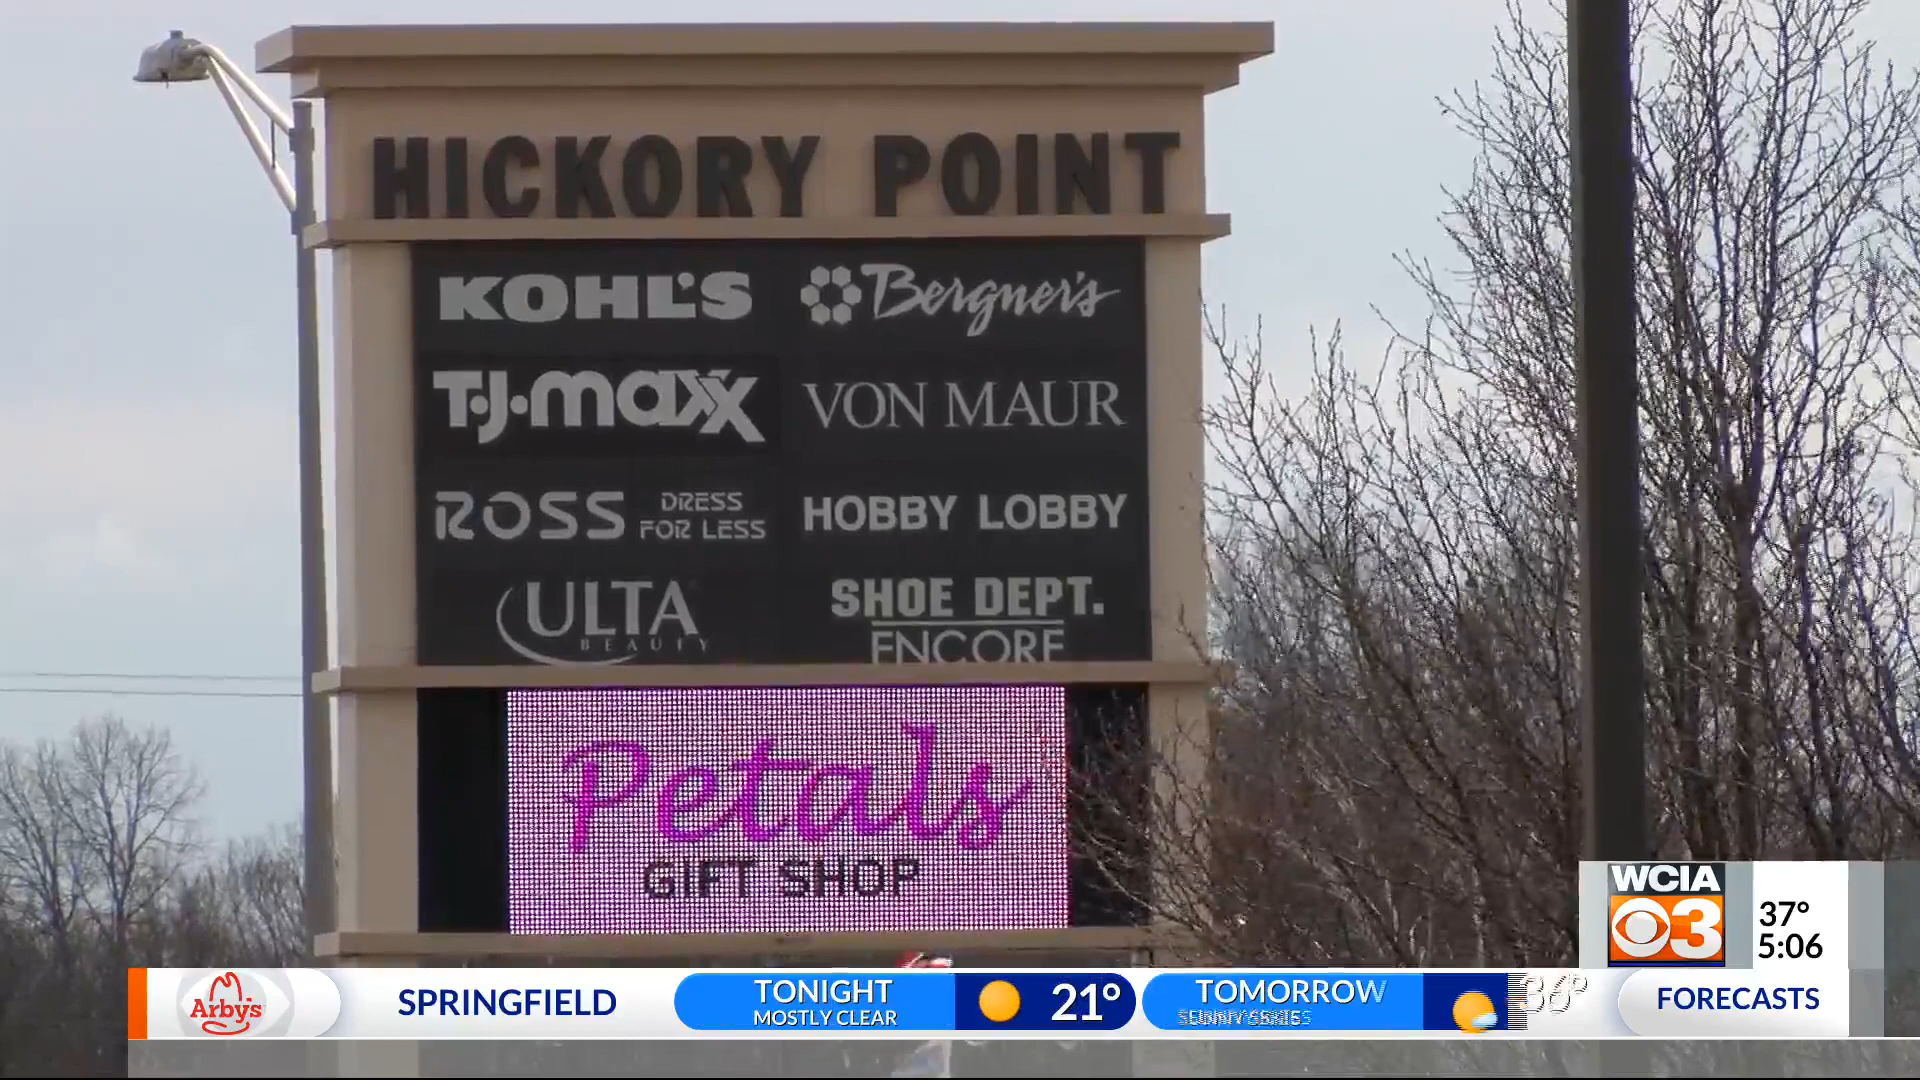 HICKORY POINT
KOHL'S
Bergner's
T·J·maxx
VON MAUR
ROSS DRESS FOR LESS
HOBBY LOBBY
ULTA
BEAUTY
SHOE DEPT.
ENCORE
Petals
GIFT SHOP
WCIA
3
37°
5:06
Arby's
SPRINGFIELD
TONIGHT
MOSTLY CLEAR
21°
TOMORROW
FORECASTS